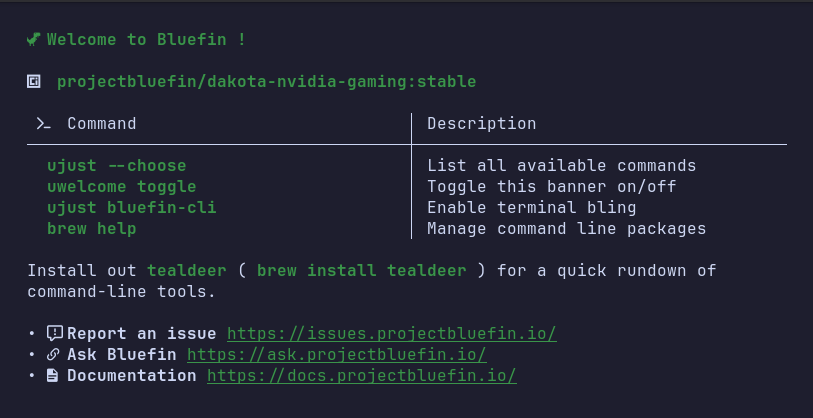 Welcome to Bluefin !
projectbluefin/dakota-nvidia-gaming:stable
Command Description
ujust --choose List all available commands
uwelcome toggle Toggle this banner on/off
ujust bluefin-cli Enable terminal bling
brew help Manage command line packages
Install out tealdeer ( brew install tealdeer ) for a quick rundown of
command-line tools.
• Report an issue https://issues.projectbluefin.io/
• Ask Bluefin https://ask.projectbluefin.io/
• Documentation https://docs.projectbluefin.io/